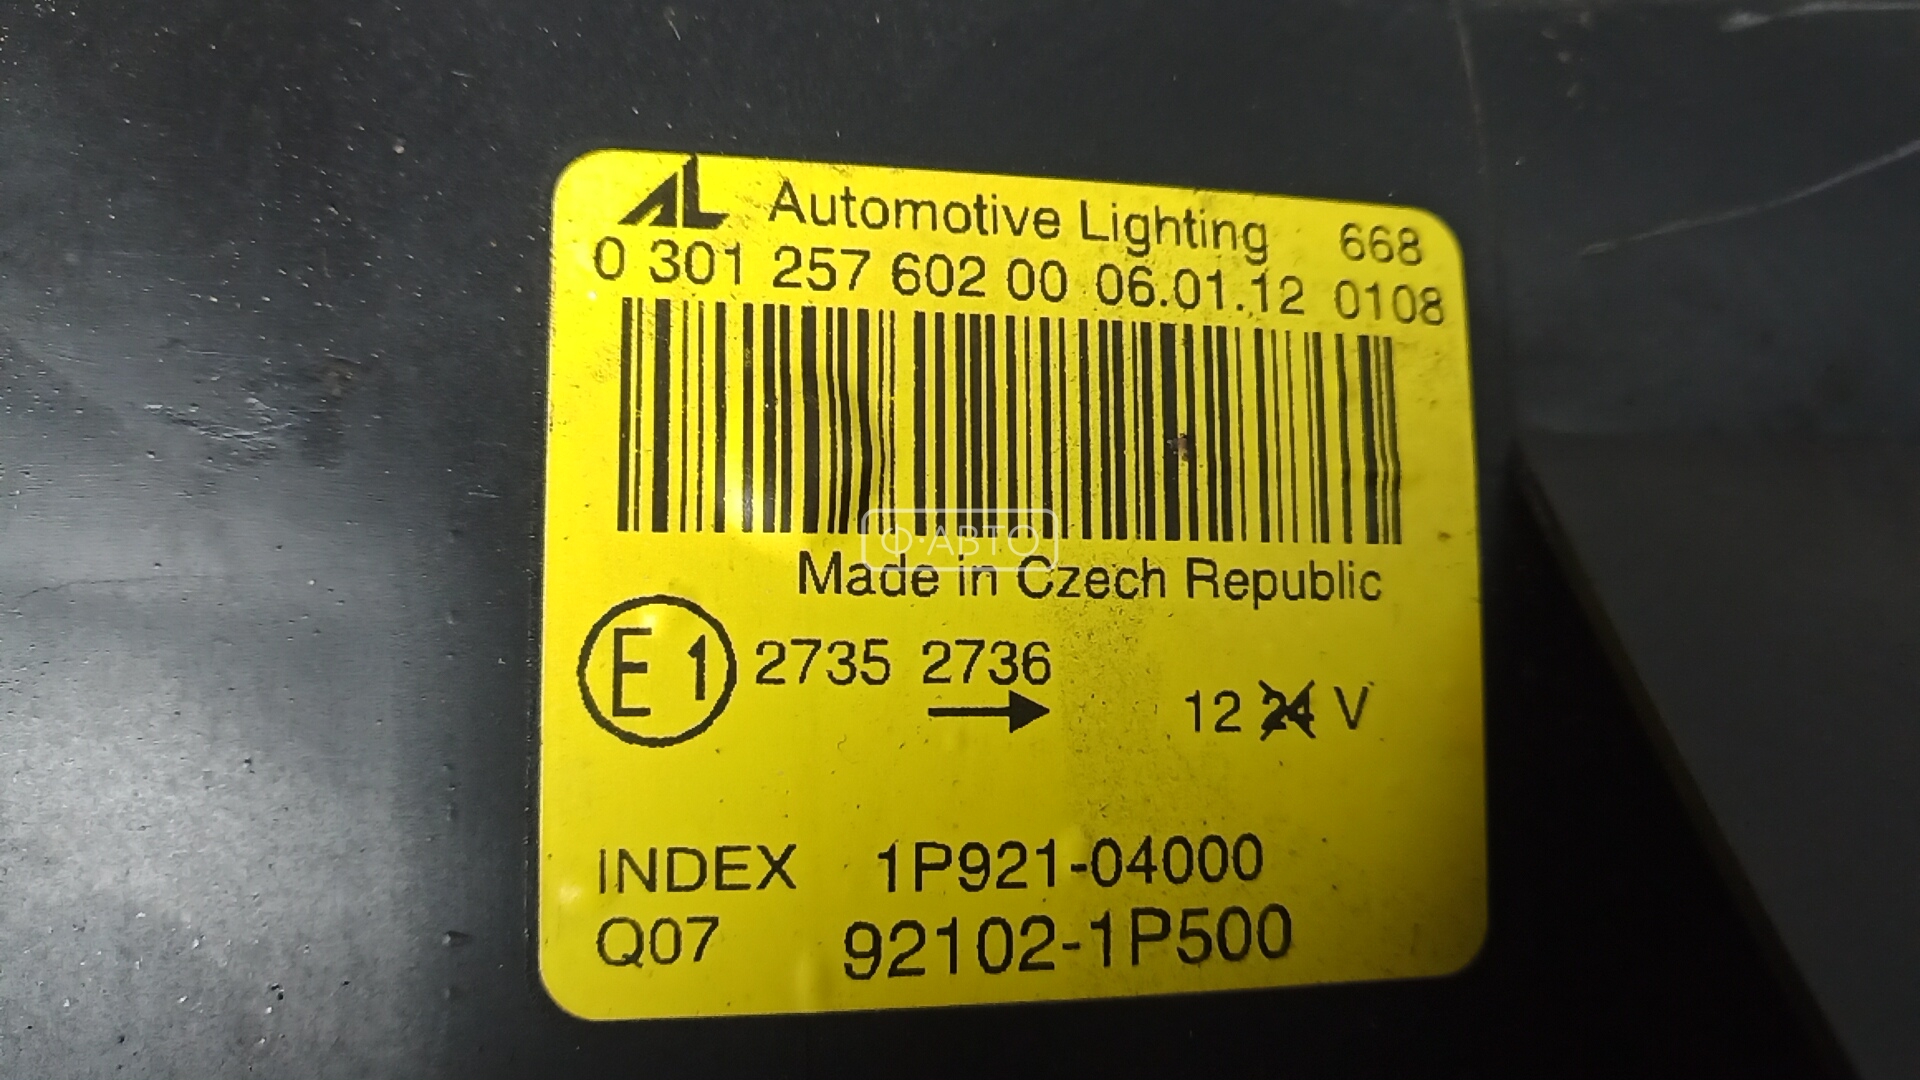 AL Automotive Lighting 668
0 301 257 602 00 06.01.12 0108
Ф·АВТО
Made in Czech Republic
E1 2735 2736
12 24 V
INDEX 1P921-04000
Q07 92102-1P500